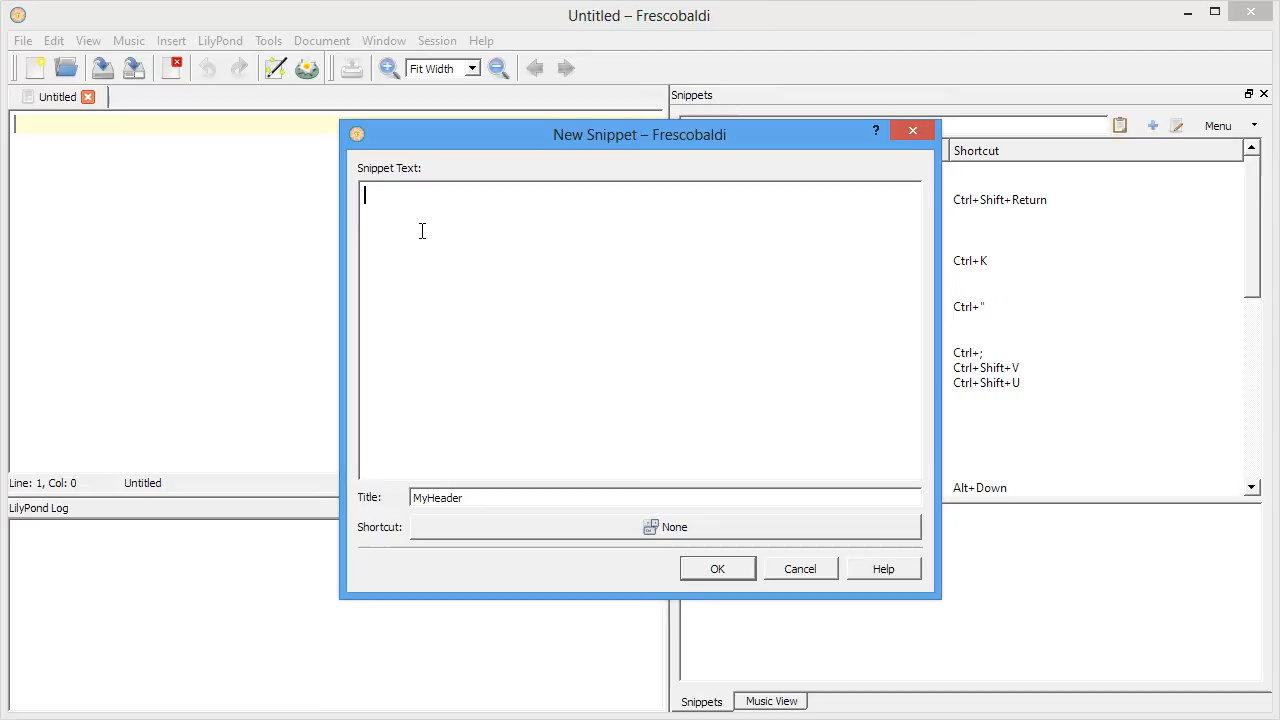 Untitled – Frescobaldi
File Edit View Music Insert LilyPond Tools Document Window Session Help
Fit Width
Untitled
Snippets
Menu
New Snippet – Frescobaldi
?
Snippet Text:
Shortcut
Ctrl+Shift+Return
Ctrl+K
Ctrl+"
Ctrl+;
Ctrl+Shift+V
Ctrl+Shift+U
Alt+Down
Line: 1, Col: 0 Untitled
Title: MyHeader
LilyPond Log
Shortcut: None
OK Cancel Help
Snippets Music View